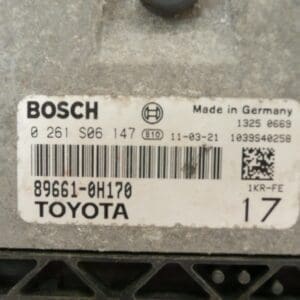 BOSCH Made in Germany
1325 0669
0 261 S06 147 810 11-03-21 1039S40258
89661-0H170 1KR-FE
TOYOTA 17